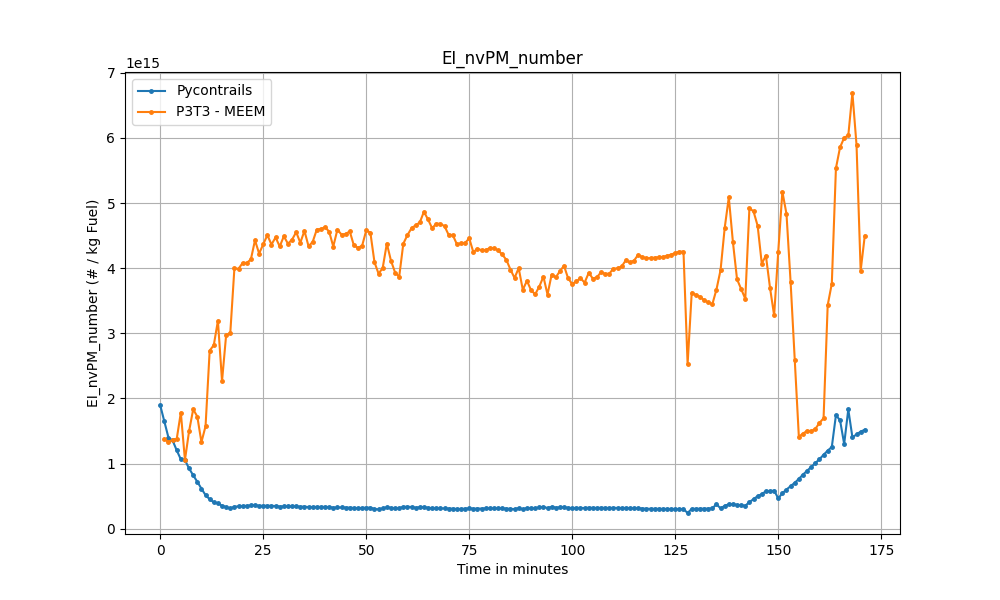 EI_nvPM_number
1e15
Pycontrails
P3T3 - MEEM
7
6
5
4
3
2
1
0
EI_nvPM_number (# / kg Fuel)
0 25 50 75 100 125 150 175
Time in minutes